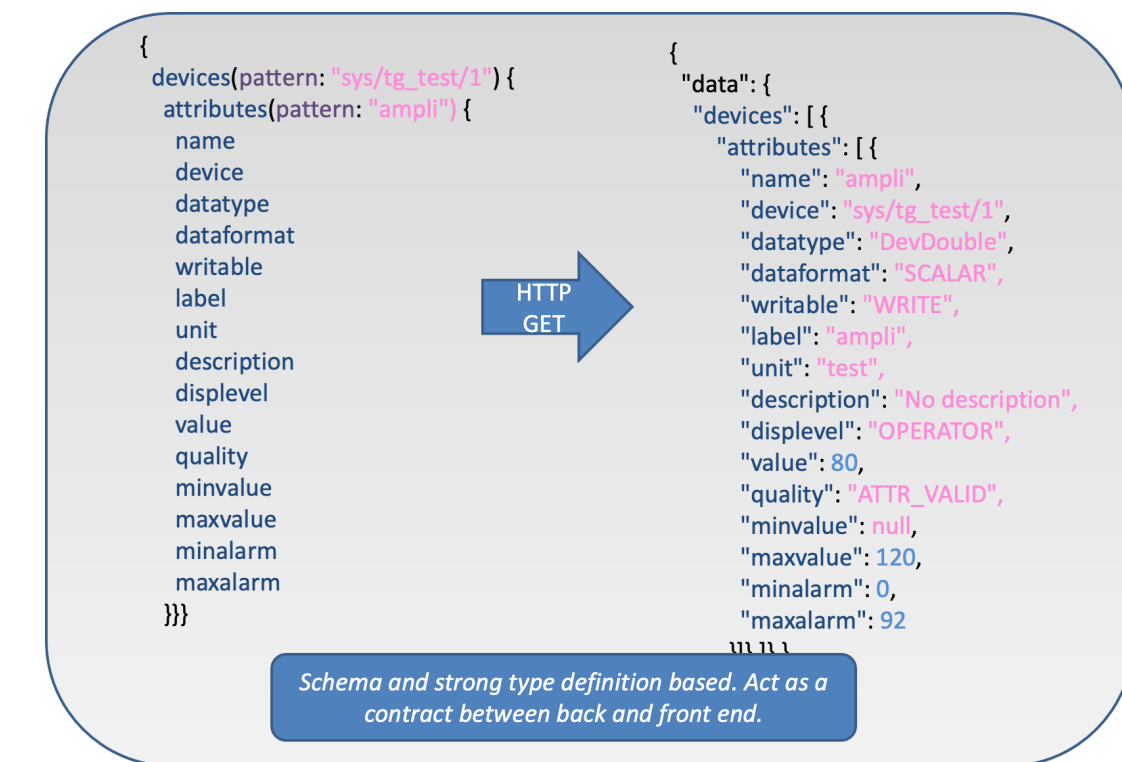 {
devices(pattern: "sys/tg_test/1") {
attributes(pattern: "ampli") {
name
device
datatype
dataformat
writable
label
unit
description
displevel
value
quality
minvalue
maxvalue
minalarm
maxalarm
}}}
HTTP
GET
{
"data": {
"devices": [ {
"attributes": [ {
"name": "ampli",
"device": "sys/tg_test/1",
"datatype": "DevDouble",
"dataformat": "SCALAR",
"writable": "WRITE",
"label": "ampli",
"unit": "test",
"description": "No description",
"displevel": "OPERATOR",
"value": 80,
"quality": "ATTR_VALID",
"minvalue": null,
"maxvalue": 120,
"minalarm": 0,
"maxalarm": 92
Schema and strong type definition based. Act as a
contract between back and front end.